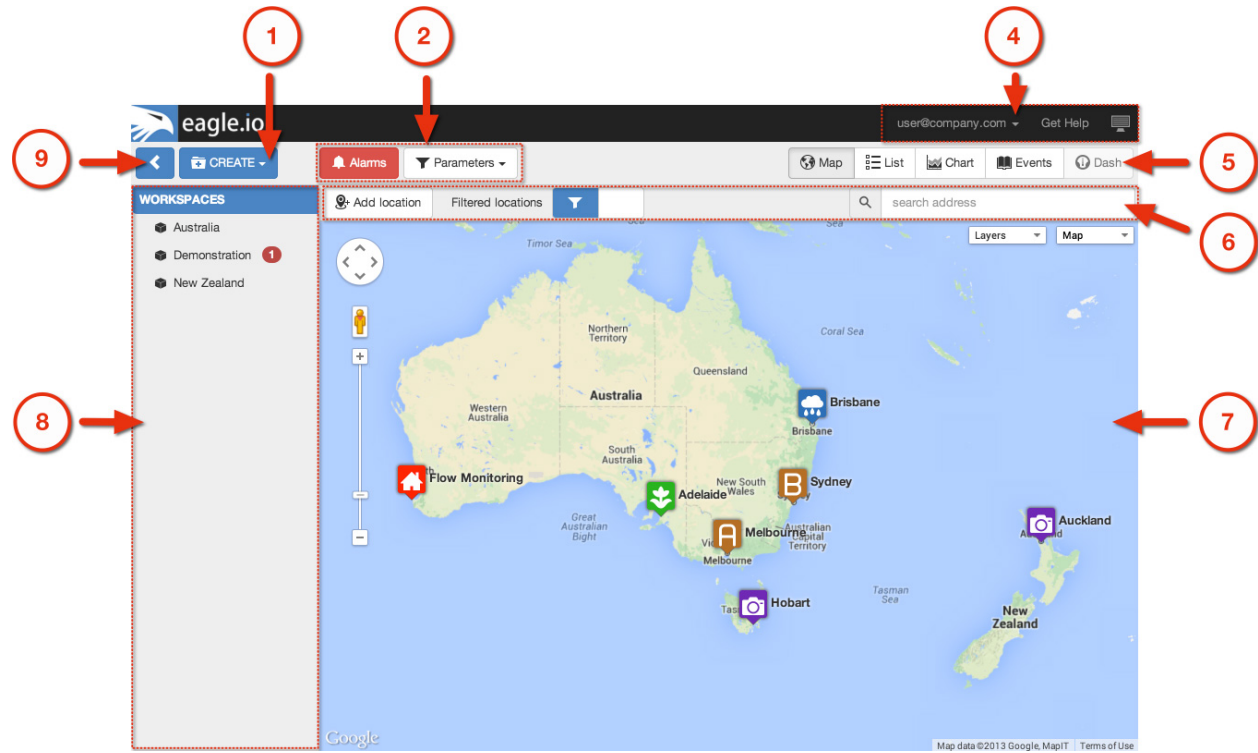 1
2
4
eagle.io
user@company.com
Get Help
9
CREATE
Alarms
Parameters
Map
List
Chart
Events
Dash
5
WORKSPACES
Add location
Filtered locations
search address
6
Australia
Demonstration 1
New Zealand
Timor Sea
Sea
Layers
Map
Northern
Territory
Coral Sea
Queensland
Australia
Western
Australia
Brisbane
Brisbane
8
7
South
Australia
Flow Monitoring
Adelaide
New South
Wales
B
Sydney
Great
Australian
Bight
A
Melbourne
Australian
Capital
Territory
Melbourne
Auckland
Hobart
Tasman
Sea
New
Zealand
Google
Map data ©2013 Google, MapIT
Terms of Use